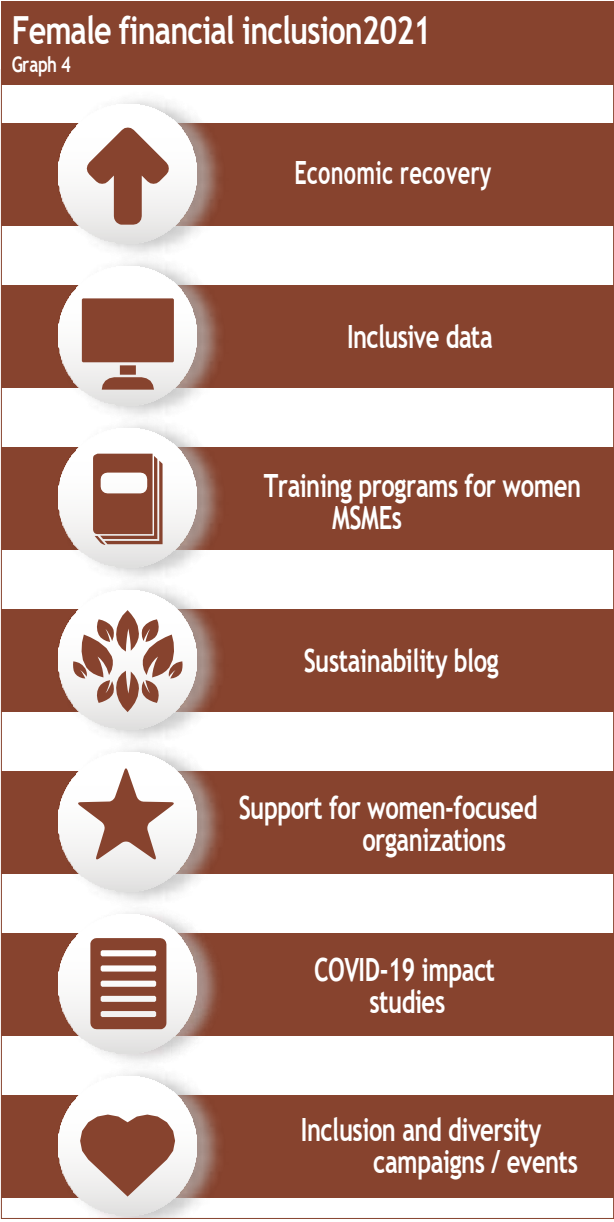 Female financial inclusion2021
Graph 4
Economic recovery
Inclusive data
Training programs for women
MSMEs
Sustainability blog
Support for women-focused
organizations
COVID-19 impact
studies
Inclusion and diversity
campaigns / events